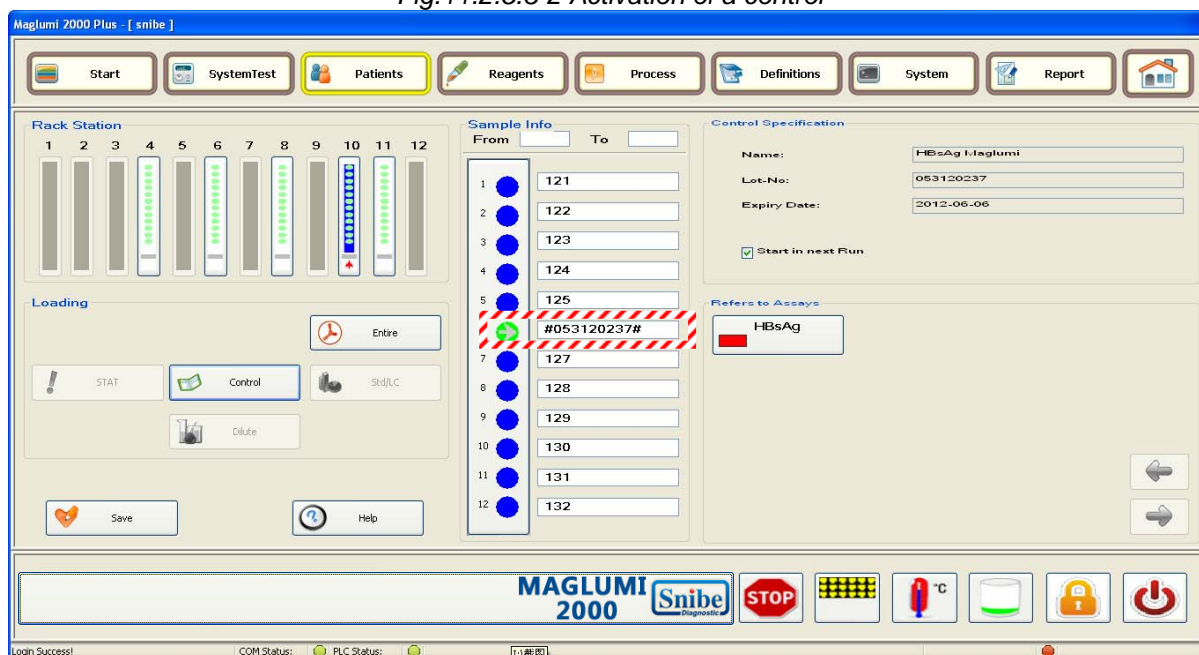 Fig.11.2.3.3-2 Activation of a control
Maglumi 2000 Plus - [ snibe ]
Start SystemTest Patients Reagents Process Definitions System Report
Rack Station
1 2 3 4 5 6 7 8 9 10 11 12
Sample Info
From To
1 121
2 122
3 123
4 124
5 125
#053120237#
7 127
8 128
9 129
10 130
11 131
12 132
Control Specification
Name: HBsAg Maglumi
Lot-No: 053120237
Expiry Date: 2012-06-06
Start in next Run
Refers to Assays
HBsAg
Loading
Entire
STAT Control Std/LC
Dilute
Save Help
MAGLUMI
2000
Snibe
Diagnostic
STOP
°C
Login Success! COM Status: PLC Status: